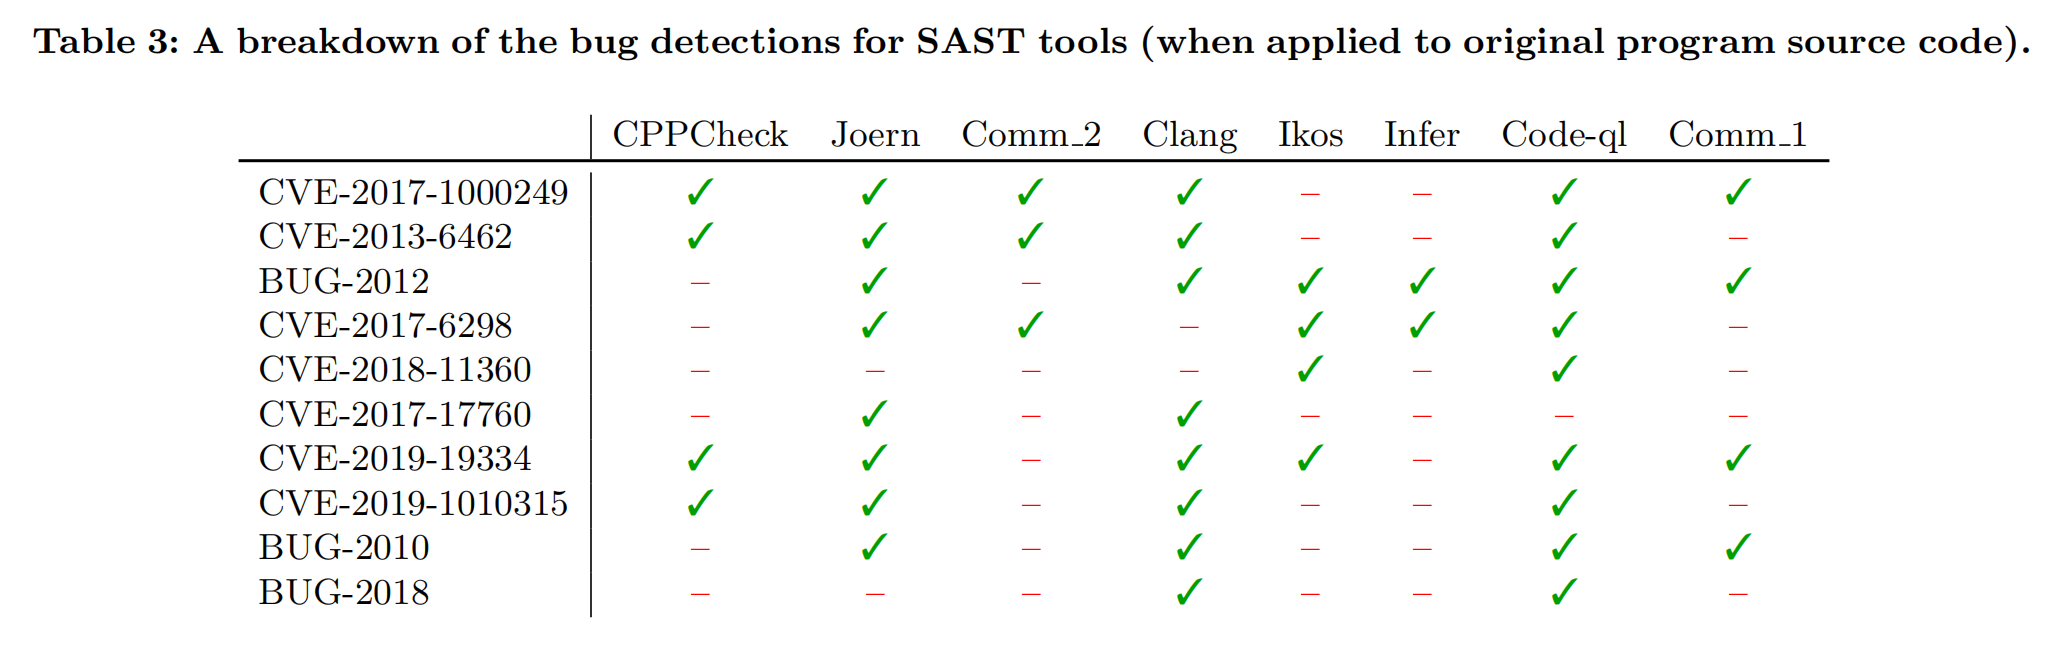 Table 3: A breakdown of the bug detections for SAST tools (when applied to original program source code).
CPPCheck Joern Comm_2 Clang Ikos Infer Code-ql Comm_1
CVE-2017-1000249 ✓ ✓ ✓ ✓ – – ✓ ✓
CVE-2013-6462 ✓ ✓ ✓ ✓ – – ✓ –
BUG-2012 – ✓ – ✓ ✓ ✓ ✓ ✓
CVE-2017-6298 – ✓ ✓ – ✓ ✓ ✓ –
CVE-2018-11360 – – – – ✓ – ✓ –
CVE-2017-17760 – ✓ – ✓ – – – –
CVE-2019-19334 ✓ ✓ – ✓ ✓ – ✓ ✓
CVE-2019-1010315 ✓ ✓ – ✓ – – ✓ –
BUG-2010 – ✓ – ✓ – – ✓ ✓
BUG-2018 – – – ✓ – – ✓ –